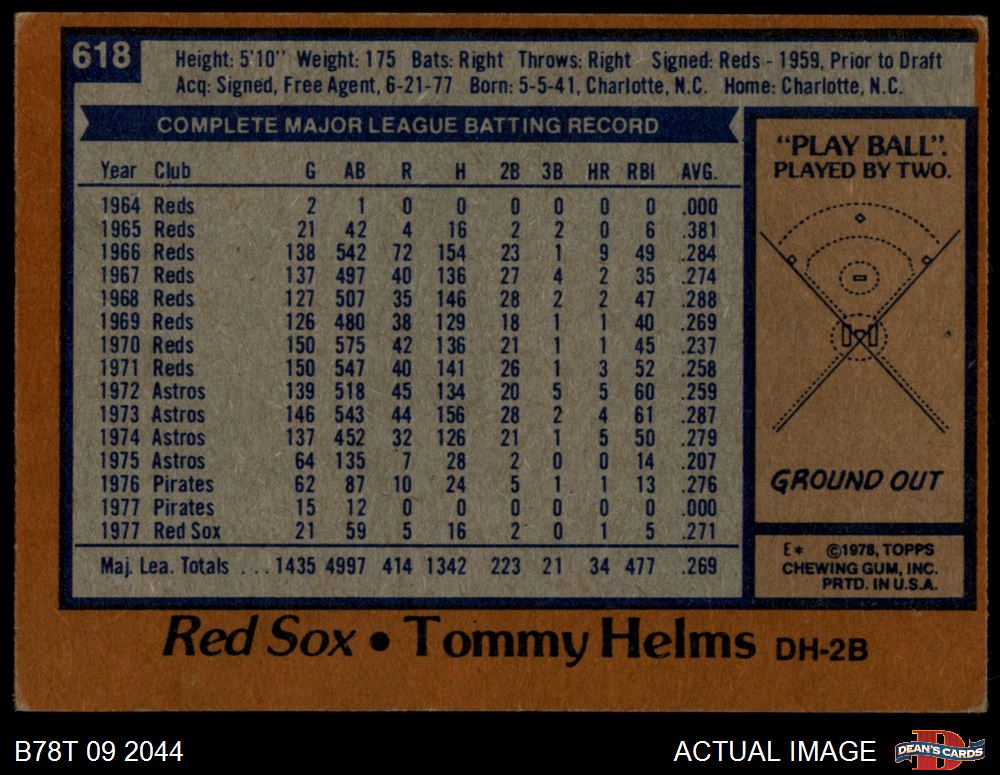 618
Height: 5'10" Weight: 175 Bats: Right Throws: Right Signed: Reds - 1959, Prior to Draft
Acq: Signed, Free Agent, 6-21-77 Born: 5-5-41, Charlotte, N.C. Home: Charlotte, N.C.
COMPLETE MAJOR LEAGUE BATTING RECORD
Year Club G AB R H 2B 3B HR RBI AVG.
1964 Reds 2 1 0 0 0 0 0 0 .000
1965 Reds 21 42 4 16 2 2 0 6 .381
1966 Reds 138 542 72 154 23 1 9 49 .284
1967 Reds 137 497 40 136 27 4 2 35 .274
1968 Reds 127 507 35 146 28 2 2 47 .288
1969 Reds 126 480 38 129 18 1 1 40 .269
1970 Reds 150 575 42 136 21 1 1 45 .237
1971 Reds 150 547 40 141 26 1 3 52 .258
1972 Astros 139 518 45 134 20 5 5 60 .259
1973 Astros 146 543 44 156 28 2 4 61 .287
1974 Astros 137 452 32 126 21 1 5 50 .279
1975 Astros 64 135 7 28 2 0 0 14 .207
1976 Pirates 62 87 10 24 5 1 1 13 .276
1977 Pirates 15 12 0 0 0 0 0 0 .000
1977 Red Sox 21 59 5 16 2 0 1 5 .271
Maj. Lea. Totals ... 1435 4997 414 1342 223 21 34 477 .269
"PLAY BALL".
PLAYED BY TWO.
GROUND OUT
E* ©1978, TOPPS
CHEWING GUM, INC.
PRTD. IN U.S.A.
Red Sox • Tommy Helms DH-2B
B78T 09 2044
ACTUAL IMAGE
D
DEAN'S CARDS